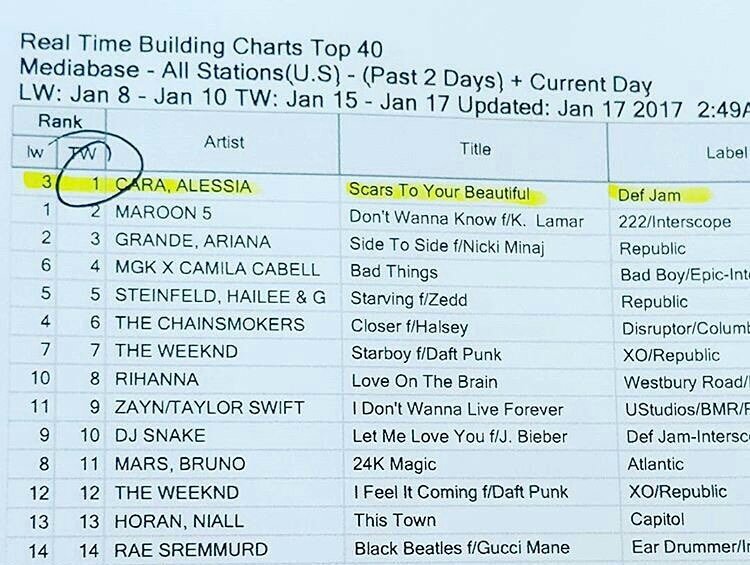 Real Time Building Charts Top 40
Mediabase - All Stations(U.S) - (Past 2 Days) + Current Day
LW: Jan 8 - Jan 10 TW: Jan 15 - Jan 17 Updated: Jan 17 2017 2:49A
Rank
lw TW Artist Title Label
3 1 CARA, ALESSIA Scars To Your Beautiful Def Jam
1 2 MAROON 5 Don't Wanna Know f/K. Lamar 222/Interscope
2 3 GRANDE, ARIANA Side To Side f/Nicki Minaj Republic
6 4 MGK X CAMILA CABELL Bad Things Bad Boy/Epic-Int
5 5 STEINFELD, HAILEE & G Starving f/Zedd Republic
4 6 THE CHAINSMOKERS Closer f/Halsey Disruptor/Columb
7 7 THE WEEKND Starboy f/Daft Punk XO/Republic
10 8 RIHANNA Love On The Brain Westbury Road/
11 9 ZAYN/TAYLOR SWIFT I Don't Wanna Live Forever UStudios/BMR/F
9 10 DJ SNAKE Let Me Love You f/J. Bieber Def Jam-Intersc
8 11 MARS, BRUNO 24K Magic Atlantic
12 12 THE WEEKND I Feel It Coming f/Daft Punk XO/Republic
13 13 HORAN, NIALL This Town Capitol
14 14 RAE SREMMURD Black Beatles f/Gucci Mane Ear Drummer/In